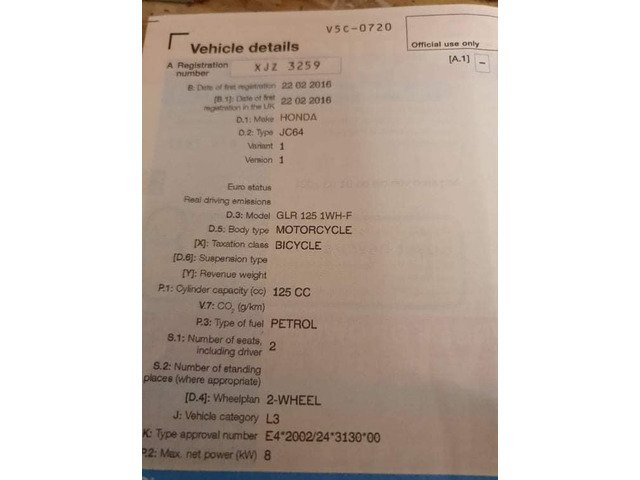 V5C-0720
Vehicle details
Official use only
A Registration number XJZ 3259
[A.1] –
B: Date of first registration 22 02 2016
[B.1]: Date of first registration in the UK 22 02 2016
D.1: Make HONDA
D.2: Type JC64
Variant 1
Version 1
Euro status
Real driving emissions
D.3: Model GLR 125 1WH-F
D.5: Body type MOTORCYCLE
[X]: Taxation class BICYCLE
[D.6]: Suspension type
[Y]: Revenue weight
P.1: Cylinder capacity (cc) 125 CC
V.7: CO2 (g/km)
P.3: Type of fuel PETROL
S.1: Number of seats, including driver 2
S.2: Number of standing places (where appropriate)
[D.4]: Wheelplan 2-WHEEL
J: Vehicle category L3
K: Type approval number E4*2002/24*3130*00
P.2: Max. net power (kW) 8